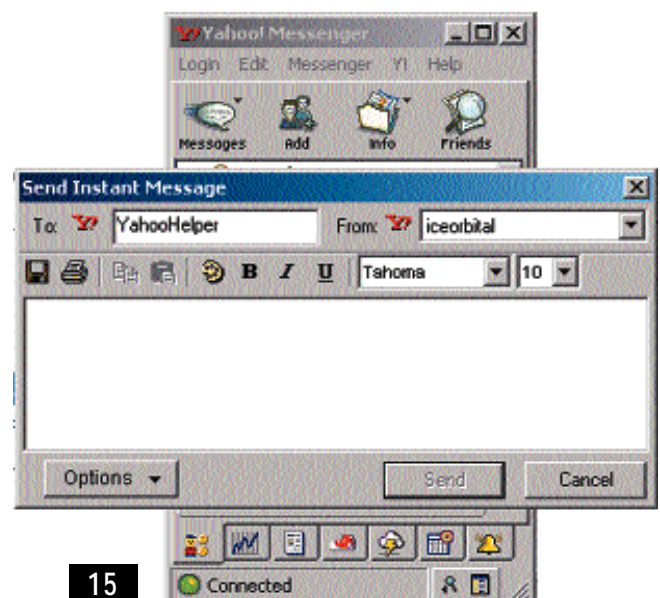 Yahoo! Messenger
Login Edit Messenger Y! Help
Messages Add Info Friends
Send Instant Message
To: Y! YahooHelper From: Y! iceorbital
B I U Tahoma 10
Options Send Cancel
Connected
15